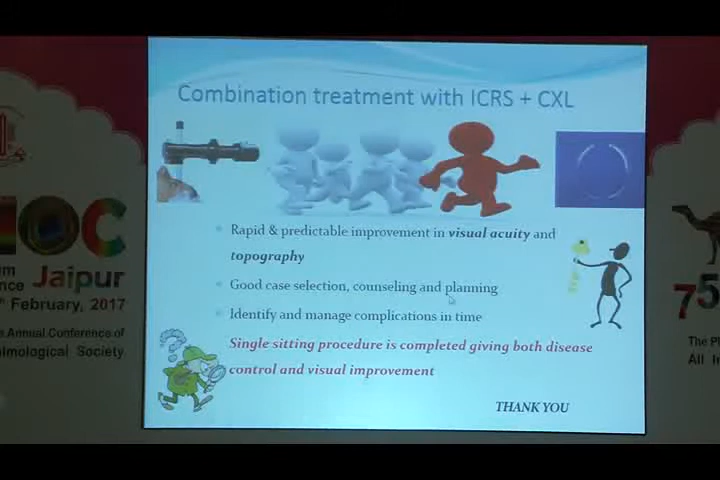 Combination treatment with ICRS + CXL
Rapid & predictable improvement in visual acuity and
topography
Good case selection, counseling and planning
Identify and manage complications in time
Single sitting procedure is completed giving both disease
control and visual improvement
THANK YOU
OC
Jaipur
February, 2017
Annual Conference of
Society
75
The
All